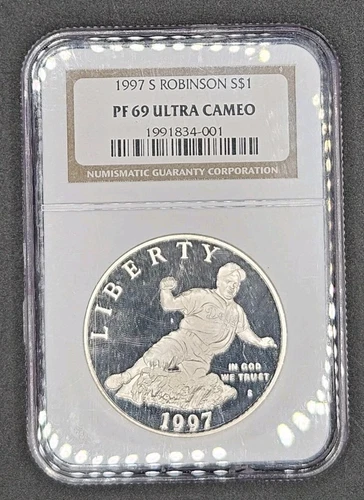 1997 S ROBINSON S$1
PF 69 ULTRA CAMEO
1991834-001
NUMISMATIC GUARANTY CORPORATION
LIBERTY
IN GOD
WE TRUST
S
1997